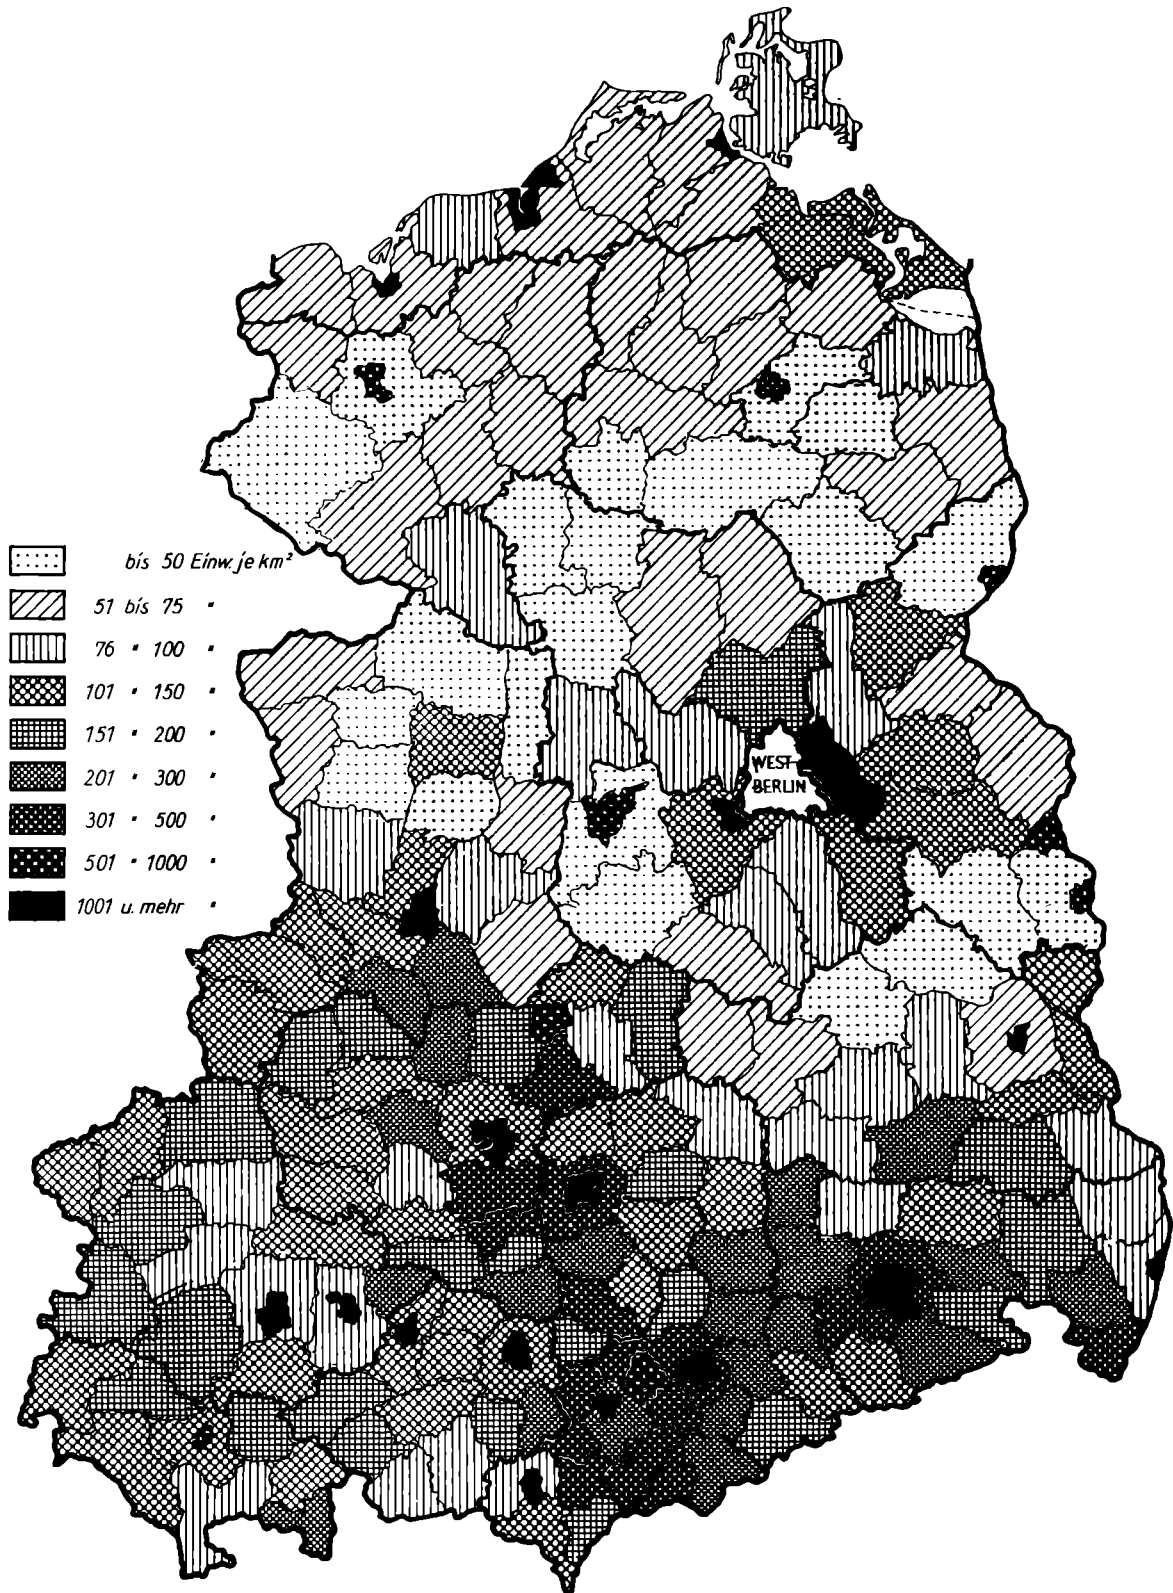 bis 50 Einw. je km²
51 bis 75 "
76 " 100 "
101 " 150 "
151 " 200 "
201 " 300 "
301 " 500 "
501 " 1000 "
1001 u. mehr "
WEST-
BERLIN